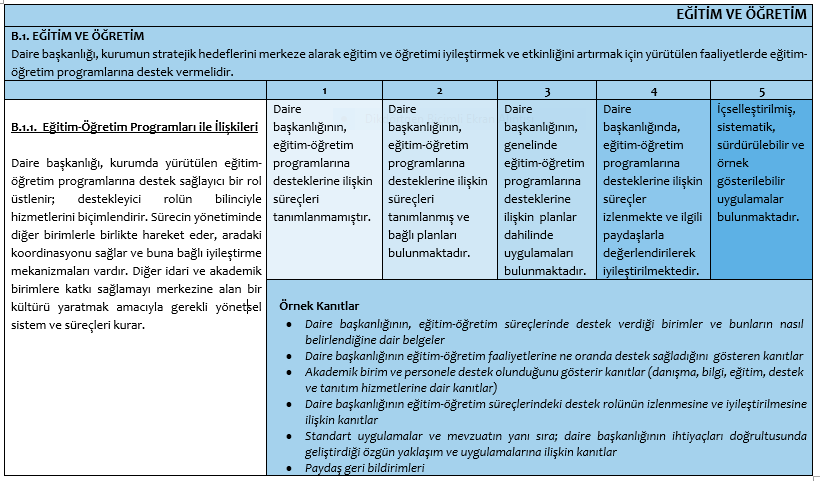 EĞİTİM VE ÖĞRETİM
B.1. EĞİTİM VE ÖĞRETİM
Daire başkanlığı, kurumun stratejik hedeflerini merkeze alarak eğitim ve öğretimi iyileştirmek ve etkinliğini artırmak için yürütülen faaliyetlerde eğitim-
öğretim programlarına destek vermelidir.
1 2 3 4 5
B.1.1. Eğitim-Öğretim Programları ile İlişkileri
Daire başkanlığı, kurumda yürütülen eğitim-
öğretim programlarına destek sağlayıcı bir rol
üstlenir; destekleyici rolün bilinciyle
hizmetlerini biçimlendirir. Sürecin yönetiminde
diğer birimlerle birlikte hareket eder, aradaki
koordinasyonu sağlar ve buna bağlı iyileştirme
mekanizmaları vardır. Diğer idari ve akademik
birimlere katkı sağlamayı merkezine alan bir
kültürü yaratmak amacıyla gerekli yönetsel
sistem ve süreçleri kurar.
Daire
başkanlığının,
eğitim-öğretim
programlarına
desteklerine ilişkin
süreçleri
tanımlanmamıştır.
Daire
başkanlığının,
eğitim-öğretim
programlarına
desteklerine ilişkin
süreçleri
tanımlanmış ve
bağlı planları
bulunmaktadır.
Daire
başkanlığının,
genelinde
eğitim-öğretim
programlarına
desteklerine
ilişkin planlar
dahilinde
uygulamaları
bulunmaktadır.
Daire
başkanlığında,
eğitim-öğretim
programlarına
desteklerine ilişkin
süreçler
izlenmekte ve ilgili
paydaşlarla
değerlendirilerek
iyileştirilmektedir.
İçselleştirilmiş,
sistematik,
sürdürülebilir ve
örnek
gösterilebilir
uygulamalar
bulunmaktadır.
Örnek Kanıtlar
• Daire başkanlığının, eğitim-öğretim süreçlerinde destek verdiği birimler ve bunların nasıl
belirlendiğine dair belgeler
• Daire başkanlığının eğitim-öğretim faaliyetlerine ne oranda destek sağladığını gösteren kanıtlar
• Akademik birim ve personele destek olunduğunu gösterir kanıtlar (danışma, bilgi, eğitim, destek
ve tanıtım hizmetlerine dair kanıtlar)
• Daire başkanlığının eğitim-öğretim süreçlerindeki destek rolünün izlenmesine ve iyileştirilmesine
ilişkin kanıtlar
• Standart uygulamalar ve mevzuatın yanı sıra; daire başkanlığının ihtiyaçları doğrultusunda
geliştirdiği özgün yaklaşım ve uygulamalarına ilişkin kanıtlar
• Paydaş geri bildirimleri